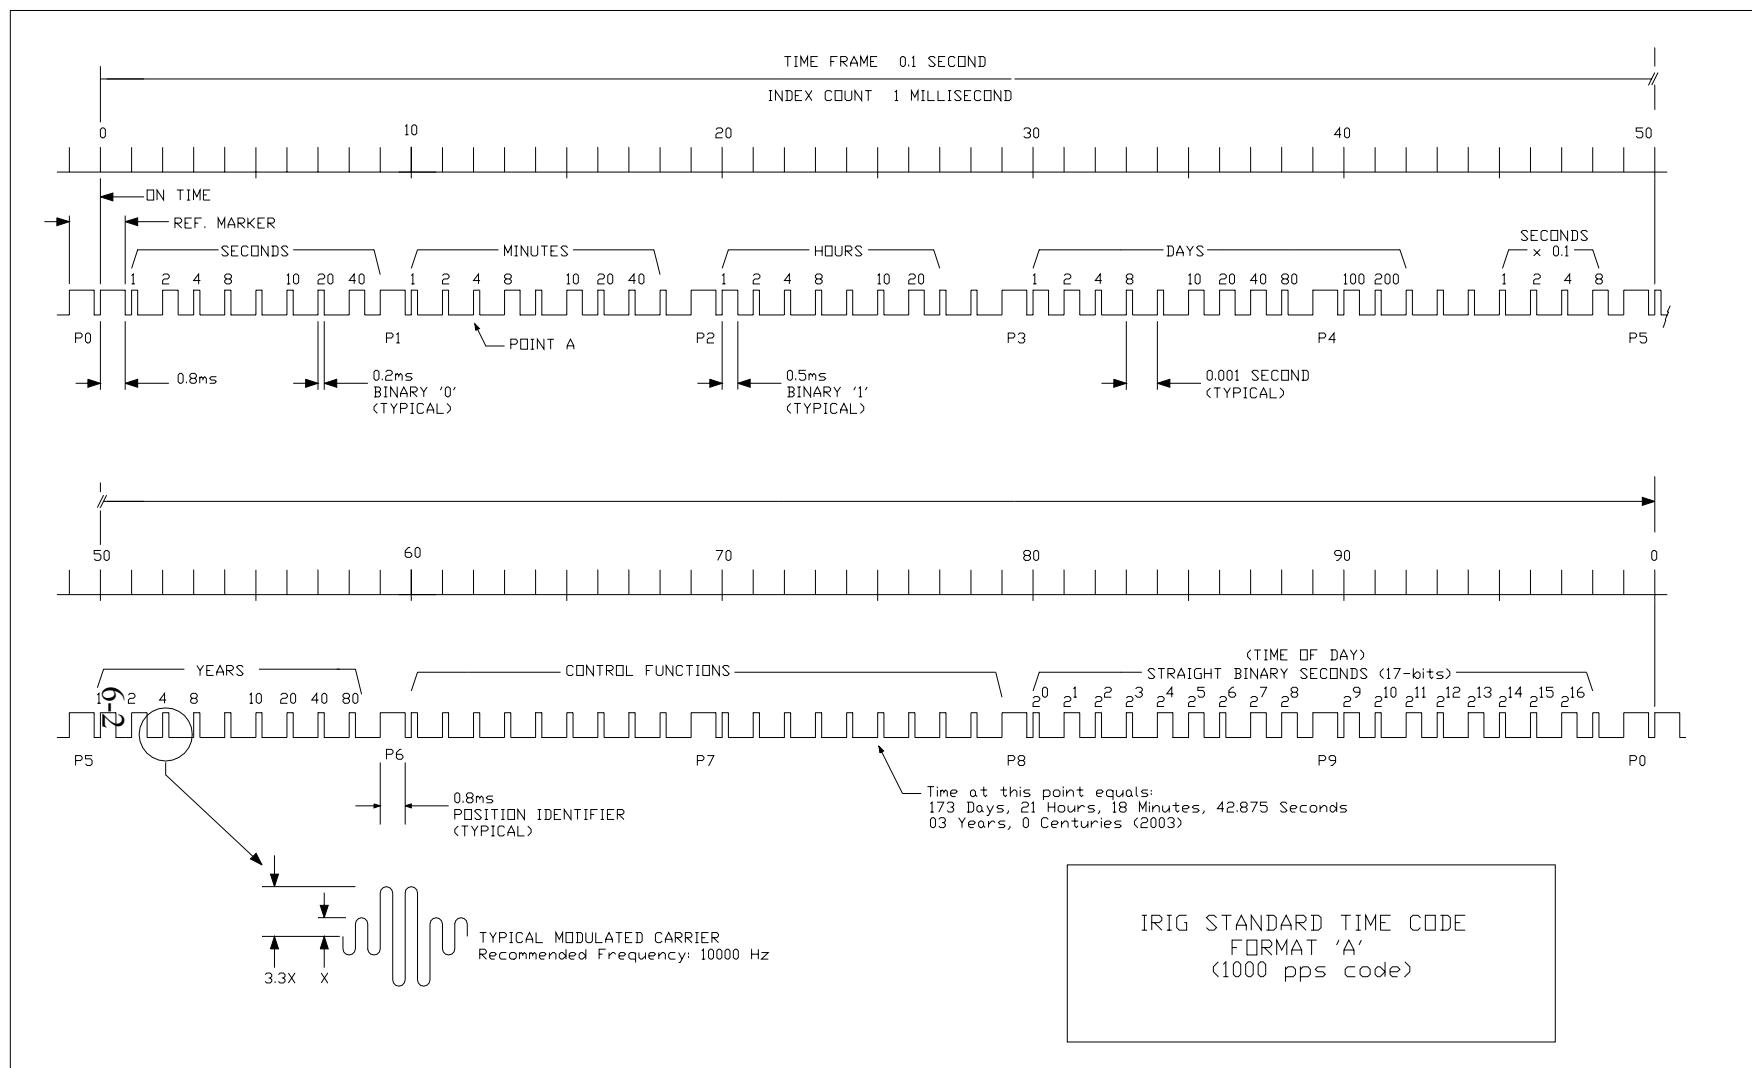 TIME FRAME 0.1 SECOND
INDEX COUNT 1 MILLISECOND
0 10 20 30 40 50
ON TIME
REF. MARKER
SECONDS MINUTES HOURS DAYS SECONDS x 0.1
1 2 4 8 10 20 40 1 2 4 8 10 20 40 1 2 4 8 10 20 1 2 4 8 10 20 40 80 100 200 1 2 4 8
P0 P1 P2 P3 P4 P5
POINT A
0.8ms
0.2ms
BINARY '0'
(TYPICAL)
0.5ms
BINARY '1'
(TYPICAL)
0.001 SECOND
(TYPICAL)
50 60 70 80 90 0
YEARS CONTROL FUNCTIONS
(TIME OF DAY)
STRAIGHT BINARY SECONDS (17-bits)
1 2 4 8 10 20 40 80
2^0 2^1 2^2 2^3 2^4 2^5 2^6 2^7 2^8 2^9 2^10 2^11 2^12 2^13 2^14 2^15 2^16
6-2
P5 P6 P7 P8 P9 P0
0.8ms
POSITION IDENTIFIER
(TYPICAL)
Time at this point equals:
173 Days, 21 Hours, 18 Minutes, 42.875 Seconds
03 Years, 0 Centuries (2003)
TYPICAL MODULATED CARRIER
Recommended Frequency: 10000 Hz
3.3X X
IRIG STANDARD TIME CODE
FORMAT 'A'
(1000 pps code)